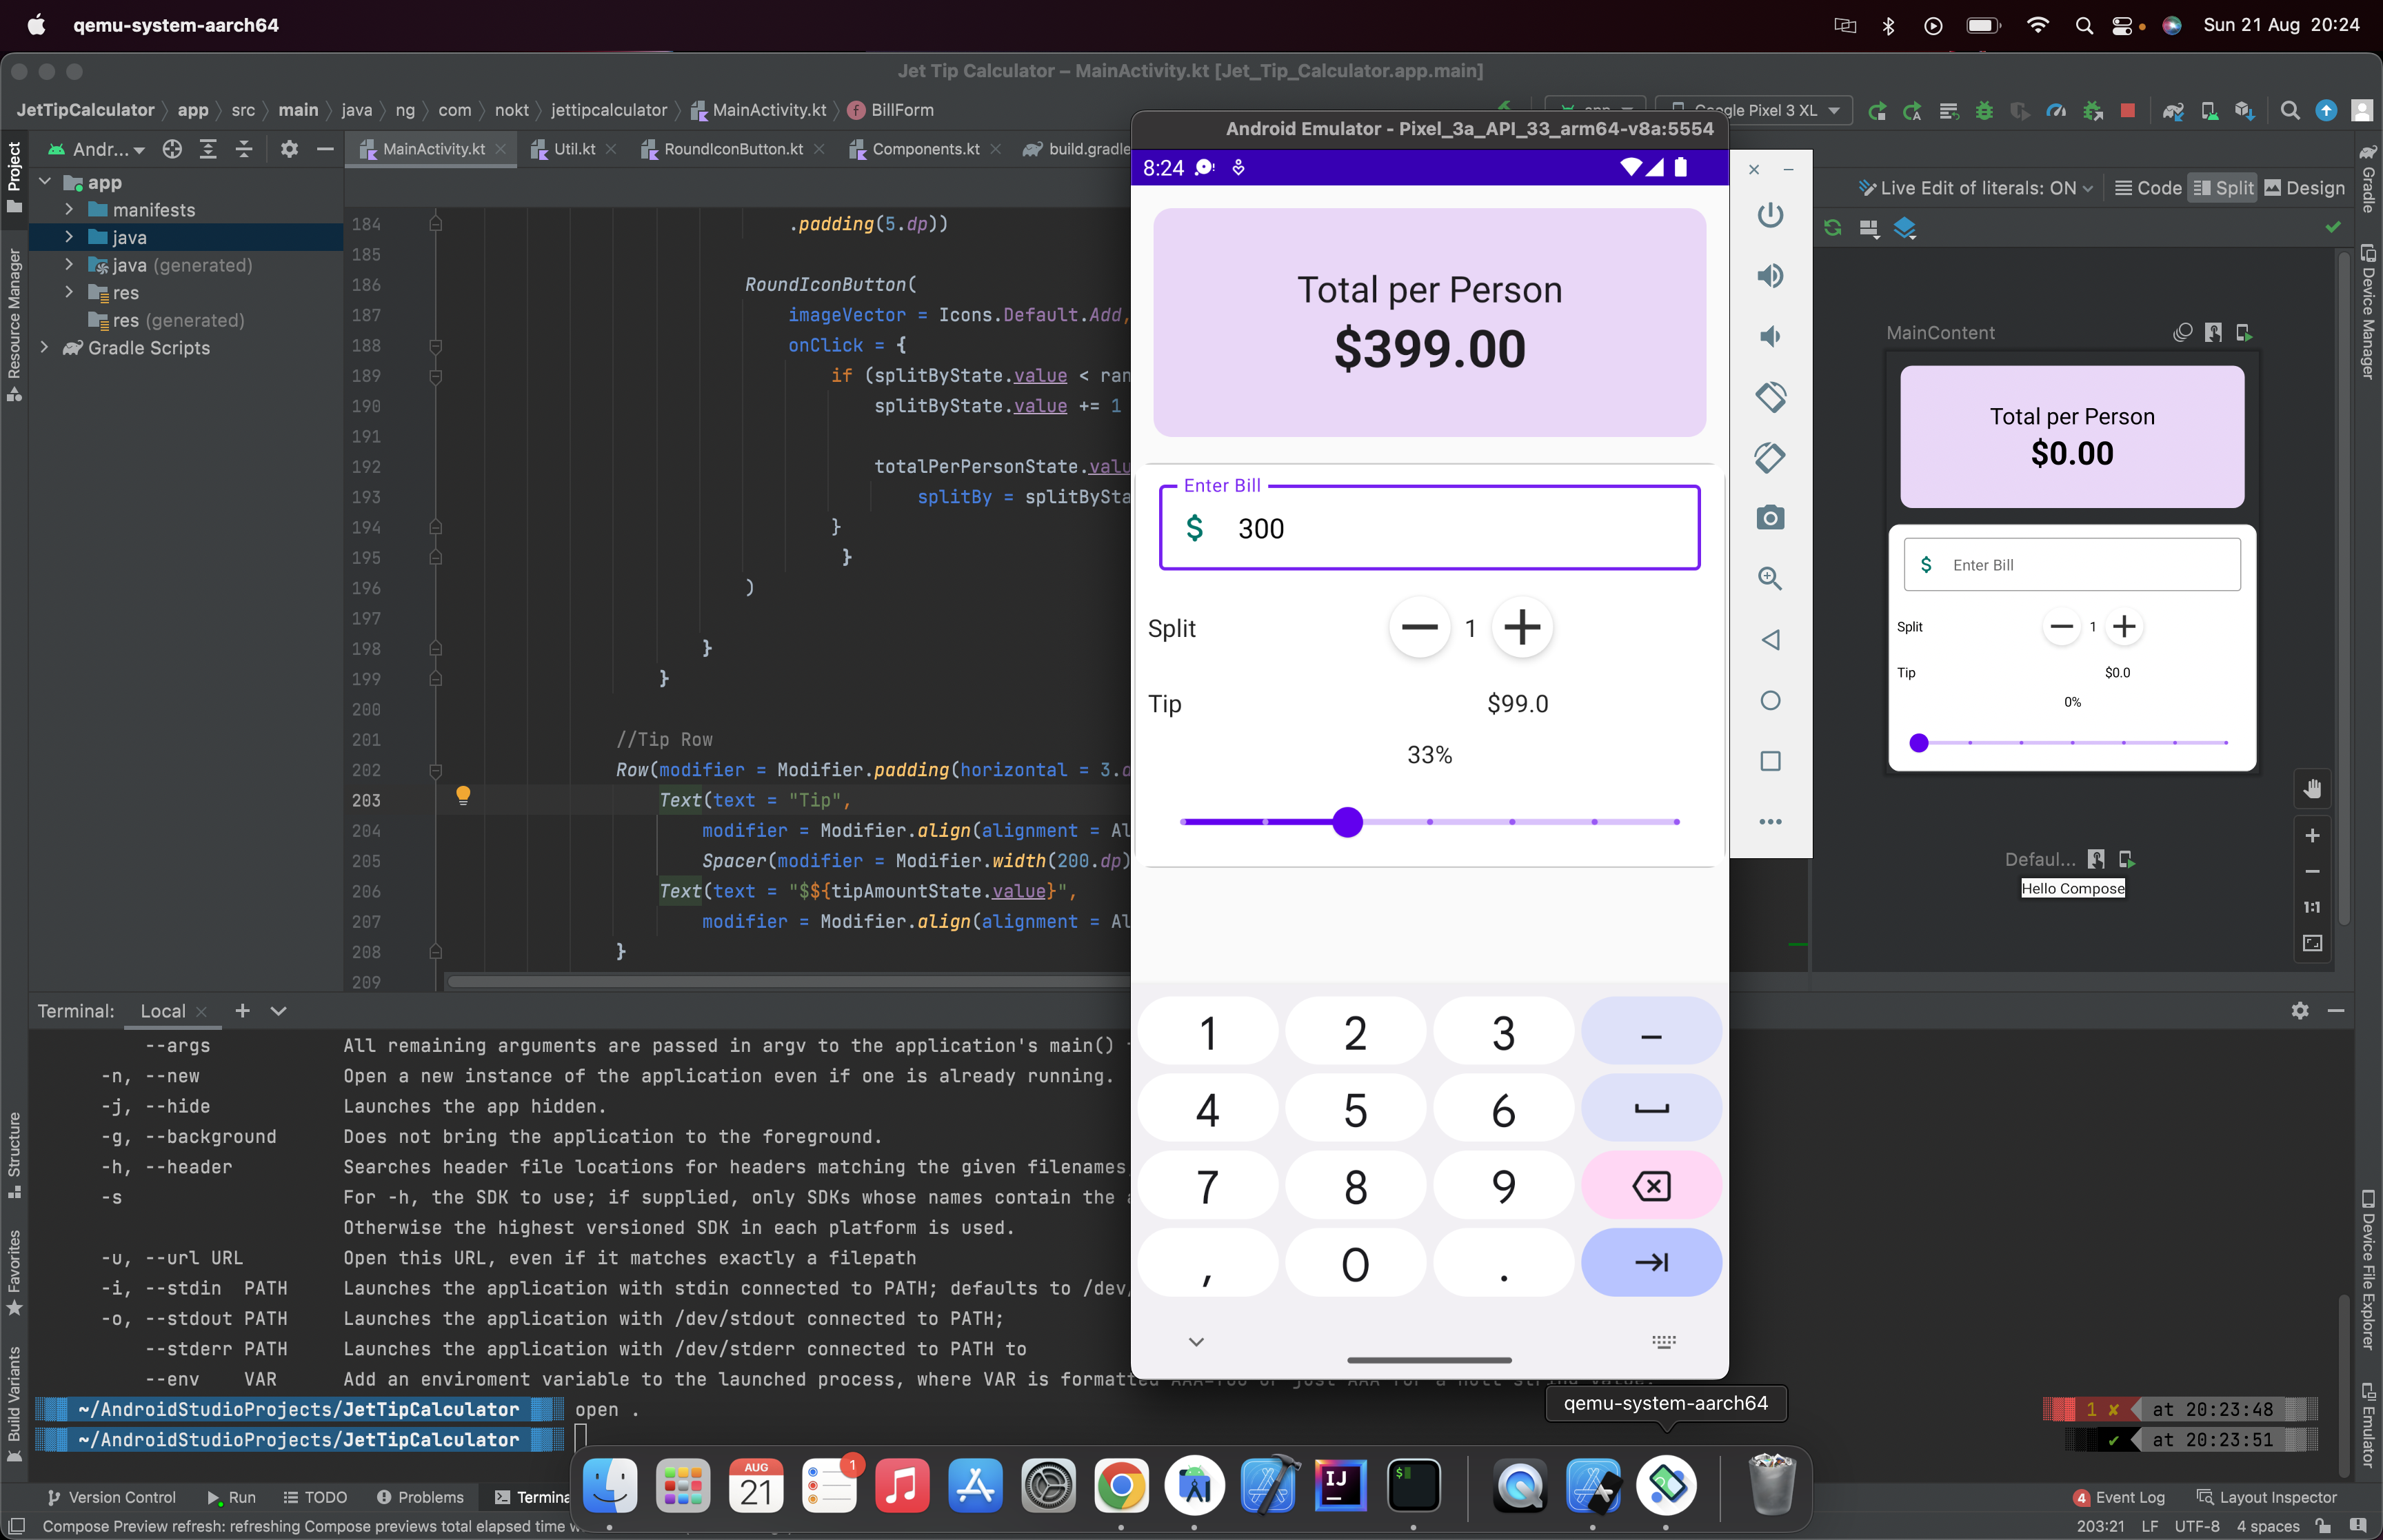 qemu-system-aarch64
Sun 21 Aug 20:24
Jet Tip Calculator – MainActivity.kt [Jet_Tip_Calculator.app.main]
JetTipCalculator app src main java ng com nokt jettipcalculator MainActivity.kt BillForm
app
Google Pixel 3 XL
Project
Andr...
MainActivity.kt
Util.kt
RoundIconButton.kt
Components.kt
build.gradle
Live Edit of literals: ON
Code
Split
Design
app
manifests
java
java (generated)
res
res (generated)
Gradle Scripts
Resource Manager
Structure
Favorites
Build Variants
184 .padding(5.dp))
185
186 RoundIconButton(
187 imageVector = Icons.Default.Add,
188 onClick = {
189 if (splitByState.value < ran
190 splitByState.value += 1
191
192 totalPerPersonState.valu
193 splitBy = splitBySta
194 }
195 }
196 )
197
198 }
199 }
200
201 //Tip Row
202 Row(modifier = Modifier.padding(horizontal = 3.d
203 Text(text = "Tip",
204 modifier = Modifier.align(alignment = Al
205 Spacer(modifier = Modifier.width(200.dp)
206 Text(text = "$${tipAmountState.value}",
207 modifier = Modifier.align(alignment = Al
208 }
209
Android Emulator - Pixel_3a_API_33_arm64-v8a:5554
8:24
Total per Person
$399.00
Enter Bill
$ 300
Split
1
Tip
$99.0
33%
1 2 3 –
4 5 6
7 8 9
, 0 .
MainContent
Total per Person
$0.00
$ Enter Bill
Split
1
Tip
$0.0
0%
Defaul...
Hello Compose
1:1
Gradle
Device Manager
Device File Explorer
Emulator
Terminal:
Local
--args All remaining arguments are passed in argv to the application's main()
-n, --new Open a new instance of the application even if one is already running.
-j, --hide Launches the app hidden.
-g, --background Does not bring the application to the foreground.
-h, --header Searches header file locations for headers matching the given filenames
-s For -h, the SDK to use; if supplied, only SDKs whose names contain the
Otherwise the highest versioned SDK in each platform is used.
-u, --url URL Open this URL, even if it matches exactly a filepath
-i, --stdin PATH Launches the application with stdin connected to PATH; defaults to /dev/
-o, --stdout PATH Launches the application with /dev/stdout connected to PATH;
--stderr PATH Launches the application with /dev/stderr connected to PATH to
--env VAR Add an enviroment variable to the launched process, where VAR is formatted
~/AndroidStudioProjects/JetTipCalculator open .
1 ✘ at 20:23:48
~/AndroidStudioProjects/JetTipCalculator
✔ at 20:23:51
qemu-system-aarch64
AUG
21
1
IJ
$
Version Control
Run
TODO
Problems
Termina
4 Event Log
Layout Inspector
Compose Preview refresh: refreshing Compose previews total elapsed time
203:21 LF UTF-8 4 spaces